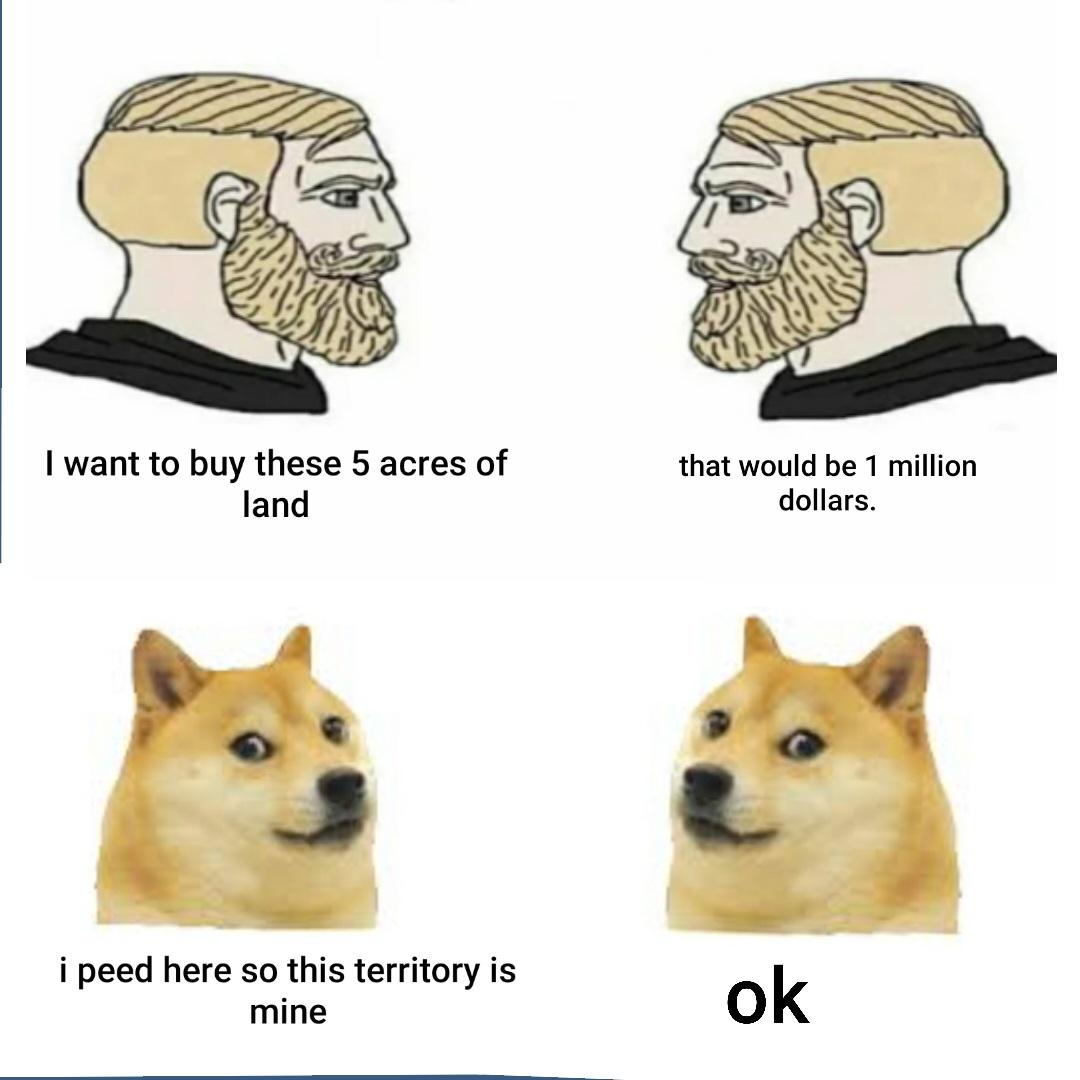 I want to buy these 5 acres of
land
that would be 1 million
dollars.
i peed here so this territory is
mine
ok